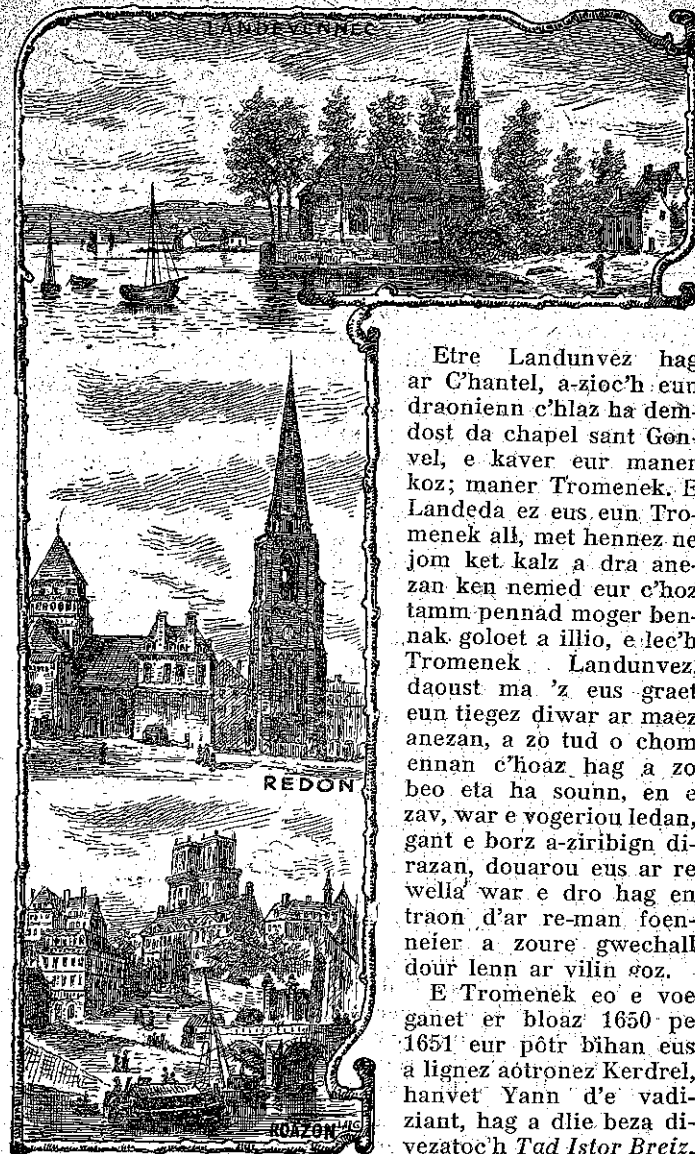 LANDEVENNEC
REDON
ROAZON
Etre Landunvez hag
ar C'hantel, a-zioc'h eun
draonienn c'hlaz ha dem-
dost da chapel sant Gon-
vel, e kaver eur maner
koz; maner Tromenek. E
Landeda ez eus eun Tro-
menek all, met hennez ne
jom ket kalz a dra ane-
zan ken nemed eur c'hoz
tamm pennad moger ben-
nak goloet a illio, e lec'h
Tromenek Landunvez,
daoust ma 'z eus graet
eun tiegez diwar ar maez
anezan, a zo tud o chom
ennan c'hoaz hag a zo
beo eta ha sounn, en e
zav, war e vogeriou ledan,
gant e borz a-ziribign di-
razan, douarou eus ar re
wella war e dro hag en
traon d'ar re-man foen-
neier a zoure gwechall
dour lenn ar vilin goz.
E Tromenek eo e voe
ganet er bloaz 1650 pe
1651 eur pôtr bihan eus
a lignez aôtronez Kerdrel,
hanvet Yann d'e vadi-
ziant, hag a dlie beza di-
vezatoc'h Tad Istor Breiz.